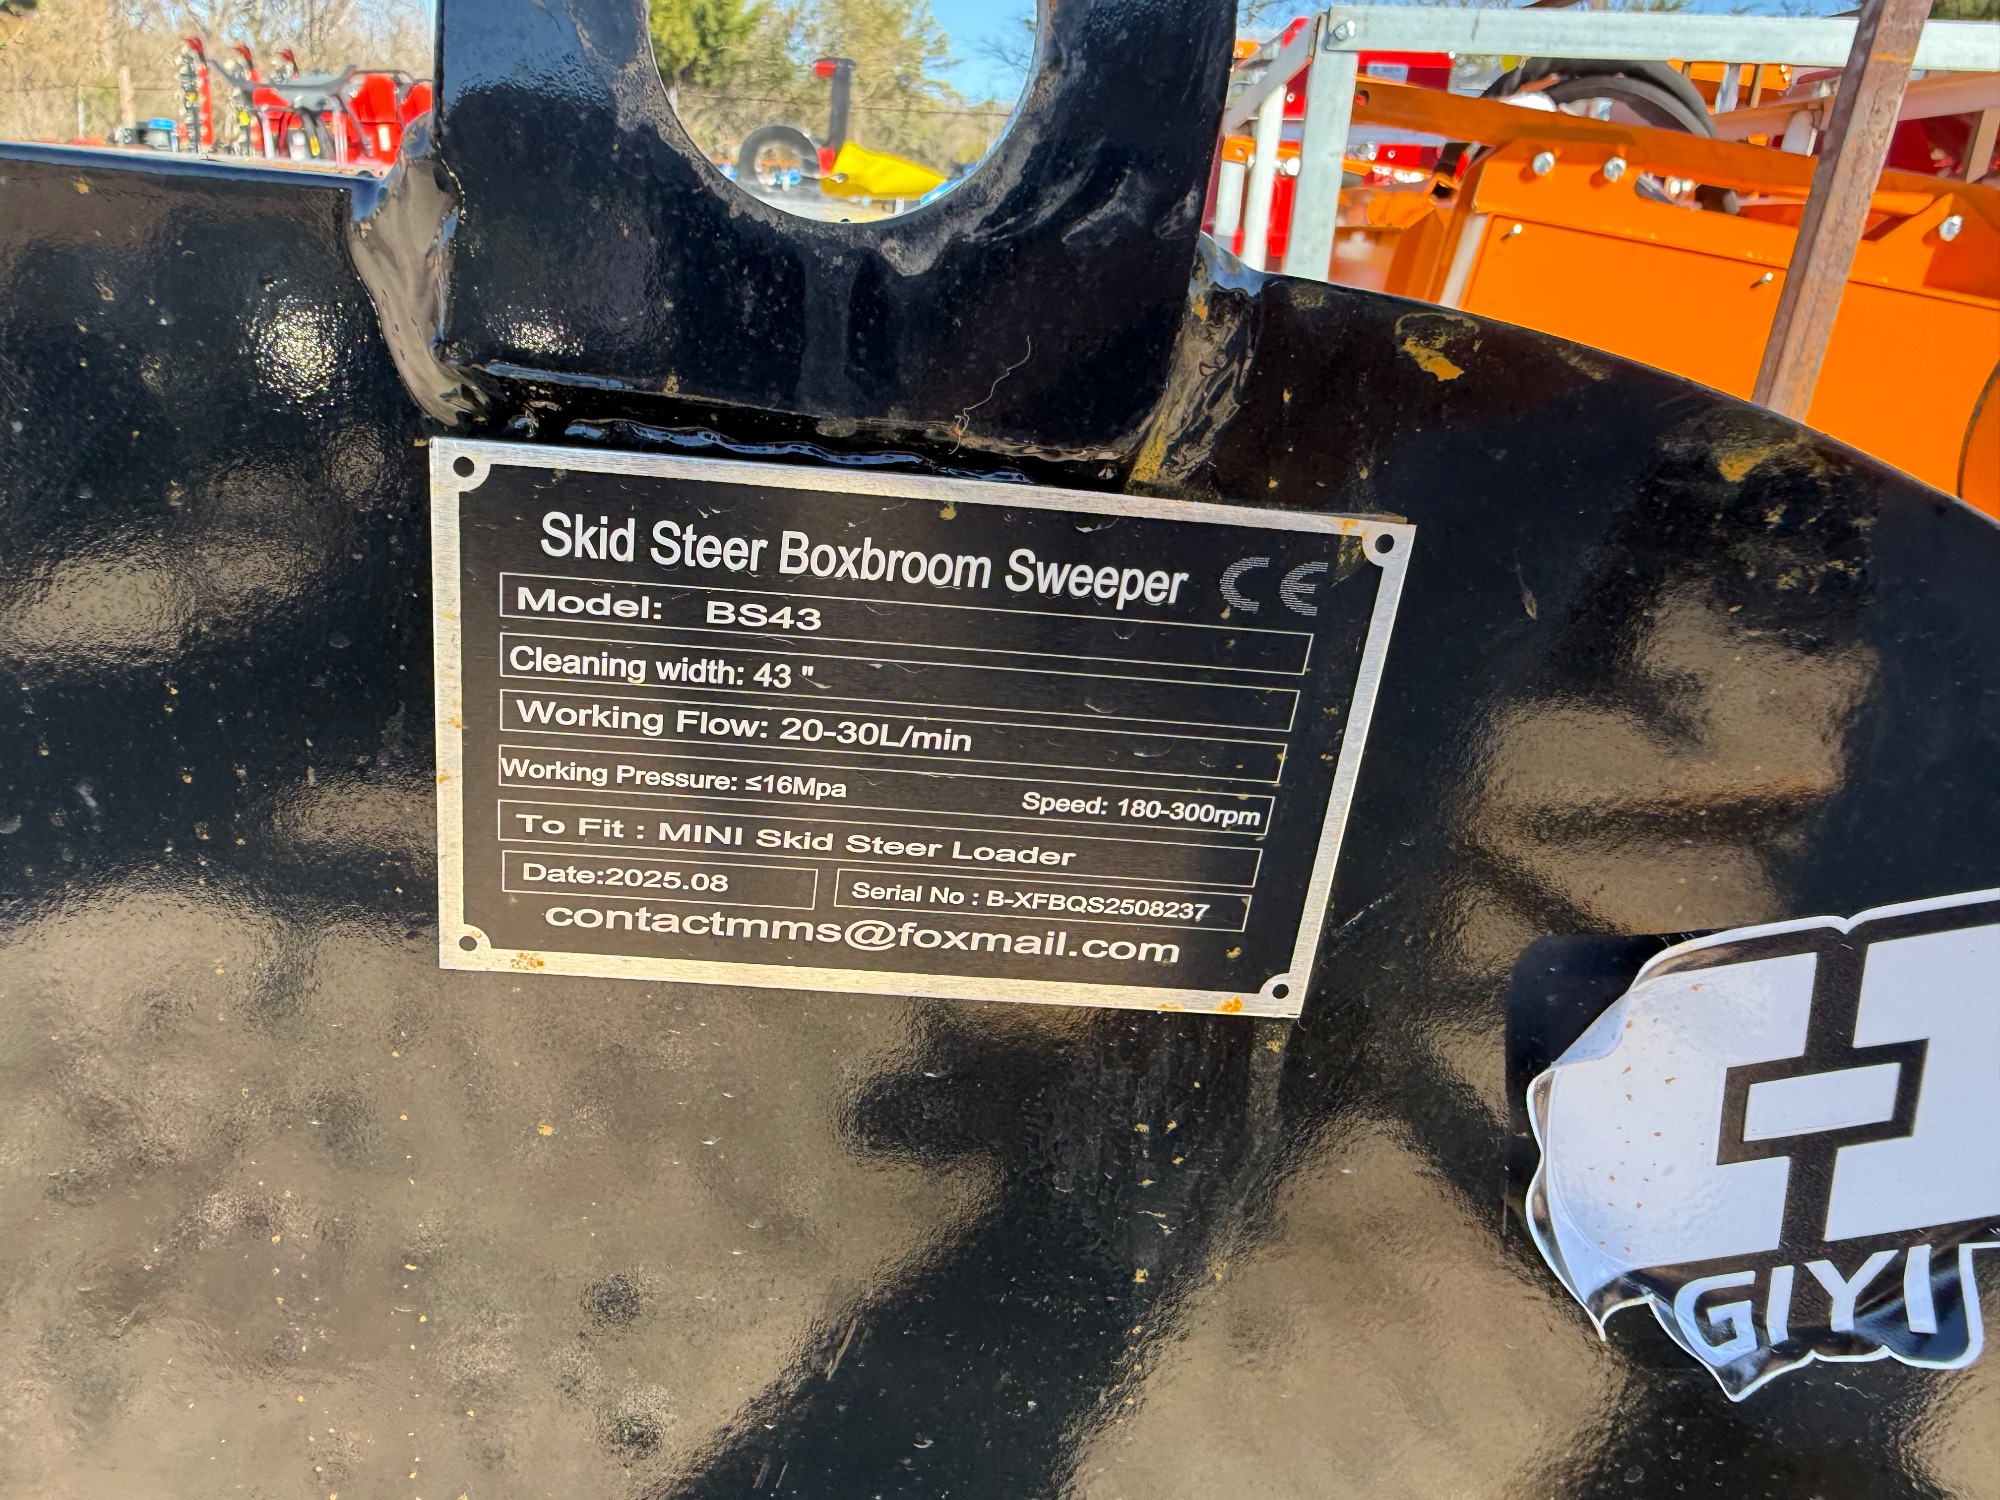 Skid Steer Boxbroom Sweeper CE
Model: BS43
Cleaning width: 43 "
Working Flow: 20-30L/min
Working Pressure: ≤16Mpa Speed: 180-300rpm
To Fit : MINI Skid Steer Loader
Date:2025.08 Serial No : B-XFBQS2508237
contactmms@foxmail.com
GIYI